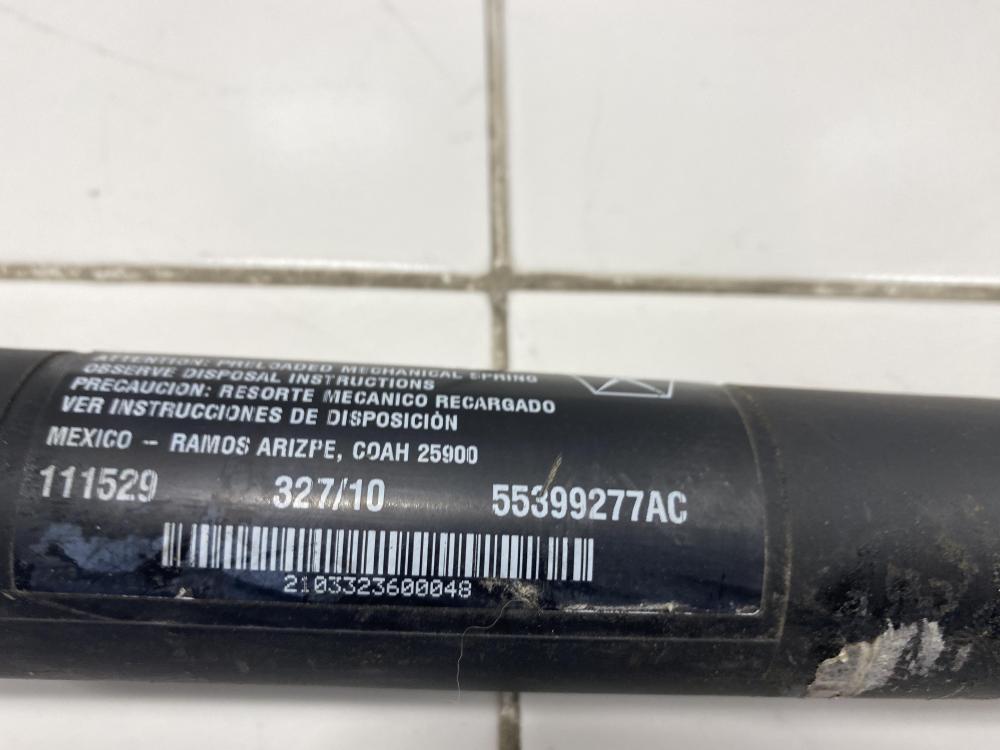 ATTENTION: PRELOADED MECHANICAL SPRING
OBSERVE DISPOSAL INSTRUCTIONS
PRECAUCION: RESORTE MECANICO RECARGADO
VER INSTRUCCIONES DE DISPOSICIÓN
MEXICO – RAMOS ARIZPE, COAH 25900
111529 327/10 55399277AC
2103323600048